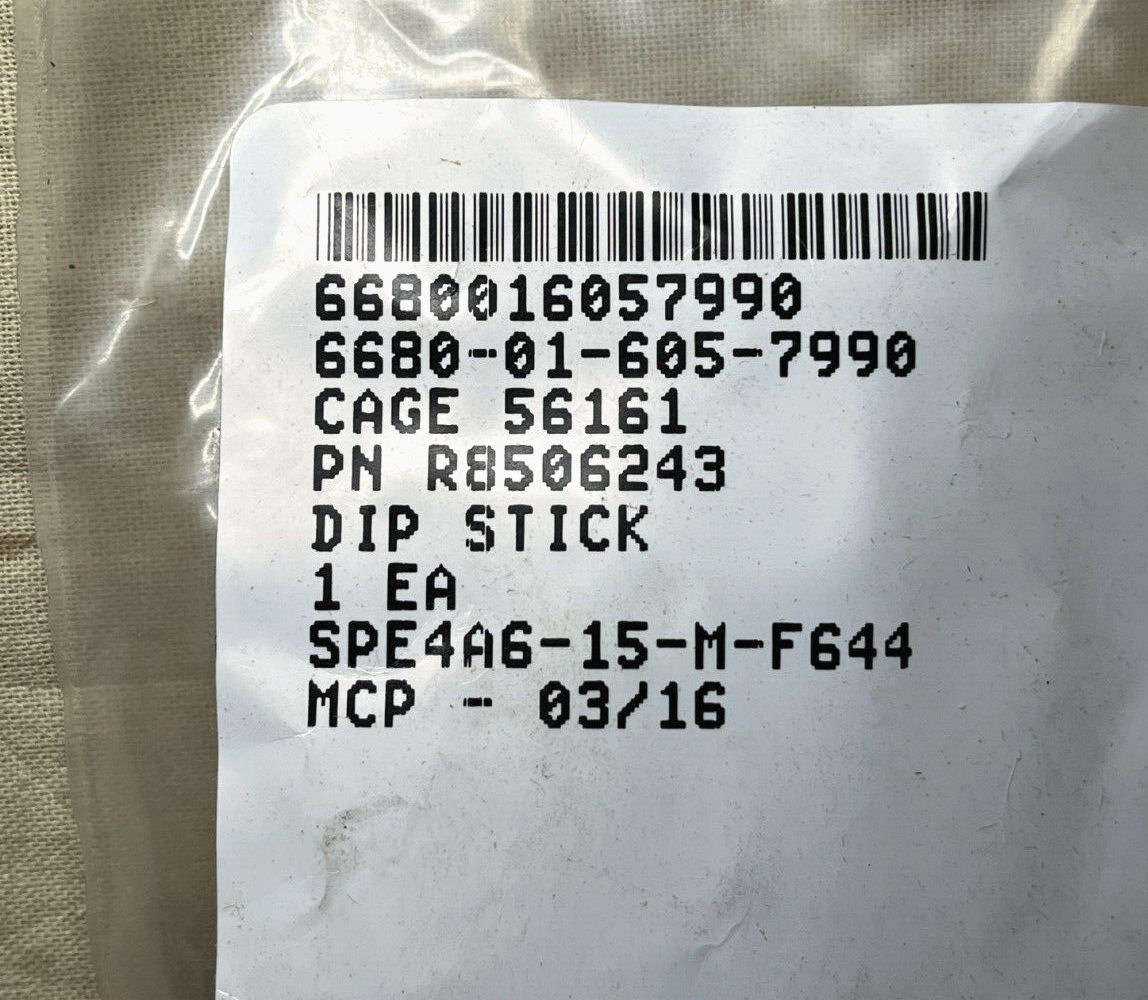 6680016057990
6680-01-605-7990
CAGE 56161
PN R8506243
DIP STICK
1 EA
SPE4A6-15-M-F644
MCP - 03/16